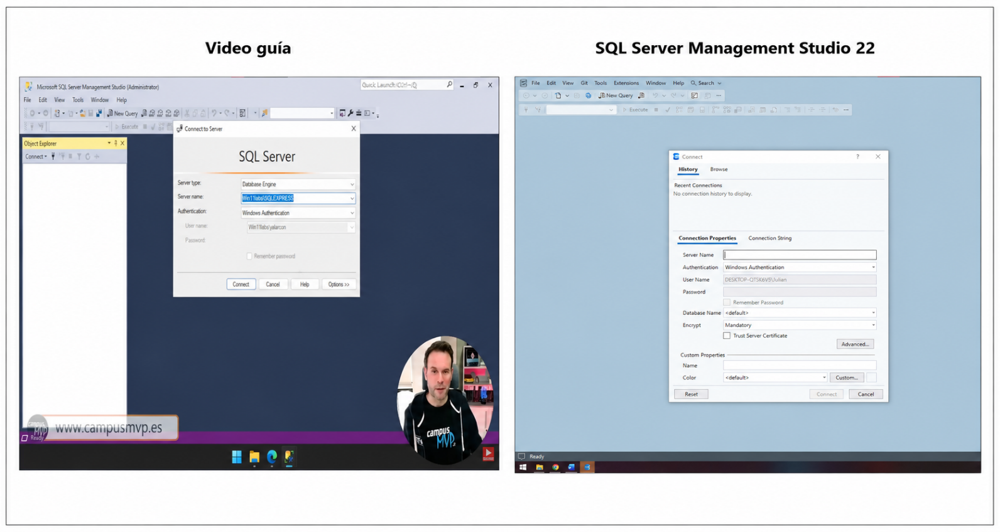 Video guía
SQL Server Management Studio 22
Microsoft SQL Server Management Studio (Administrator)
Quick Launch (Ctrl+Q)
File Edit View Tools Window Help
New Query
Execute
Object Explorer
Connect
Connect to Server
SQL Server
Server type:
Database Engine
Server name:
Win11labs\SQLEXPRESS
Authentication:
Windows Authentication
User name:
Win11labs\yalarcon
Password:
Remember password
Connect Cancel Help Options >>
campus
MVP
www.campusmvp.es
Ready
campus
MVP
File Edit View Git Tools Extensions Window Help Search
New Query
Execute
Connect
?
History Browse
Recent Connections
No connection history to display.
Connection Properties Connection String
Server Name
Authentication Windows Authentication
User Name DESKTOP-QTSK6V5\Julian
Password
Remember Password
Database Name <default>
Encrypt Mandatory
Trust Server Certificate
Advanced...
Custom Properties
Name
Color <default> Custom...
Reset Connect Cancel
Ready